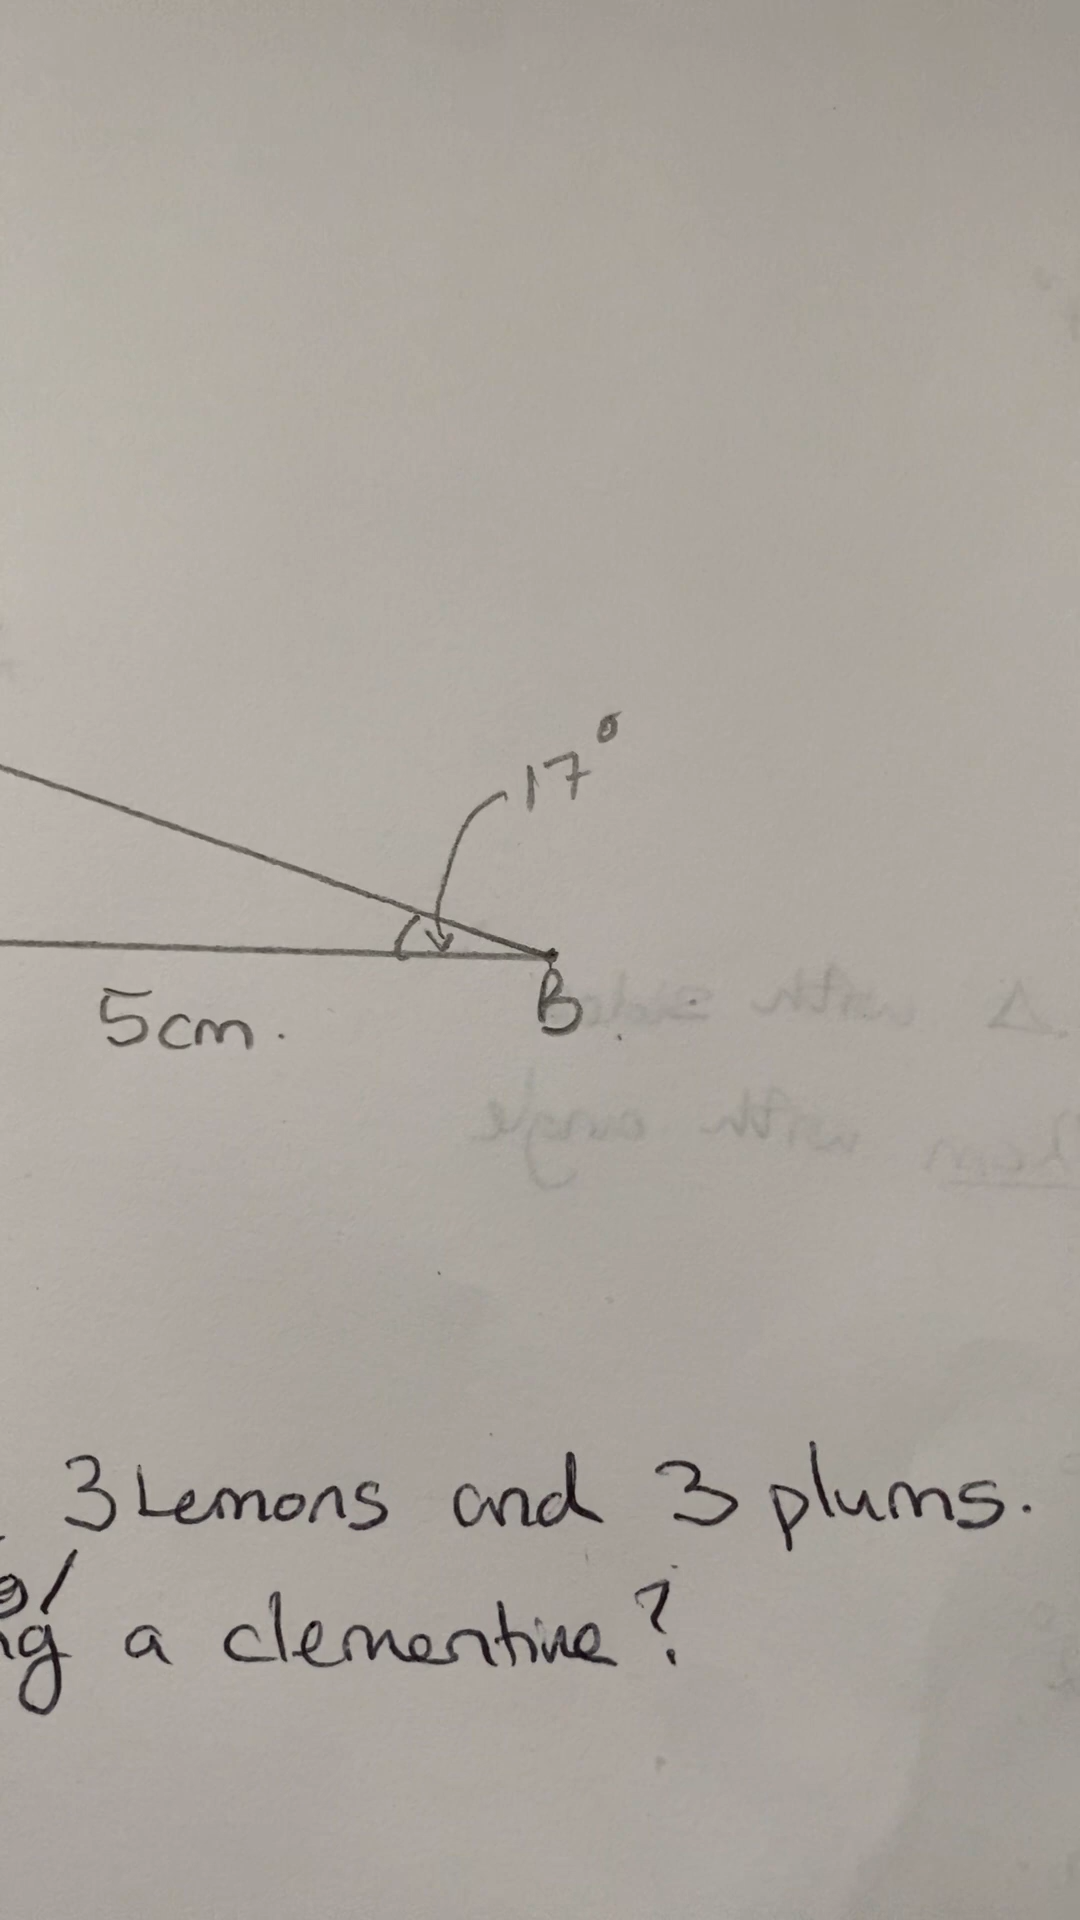 17°
5cm.
B
3 Lemons and 3 plums.
a clementine?